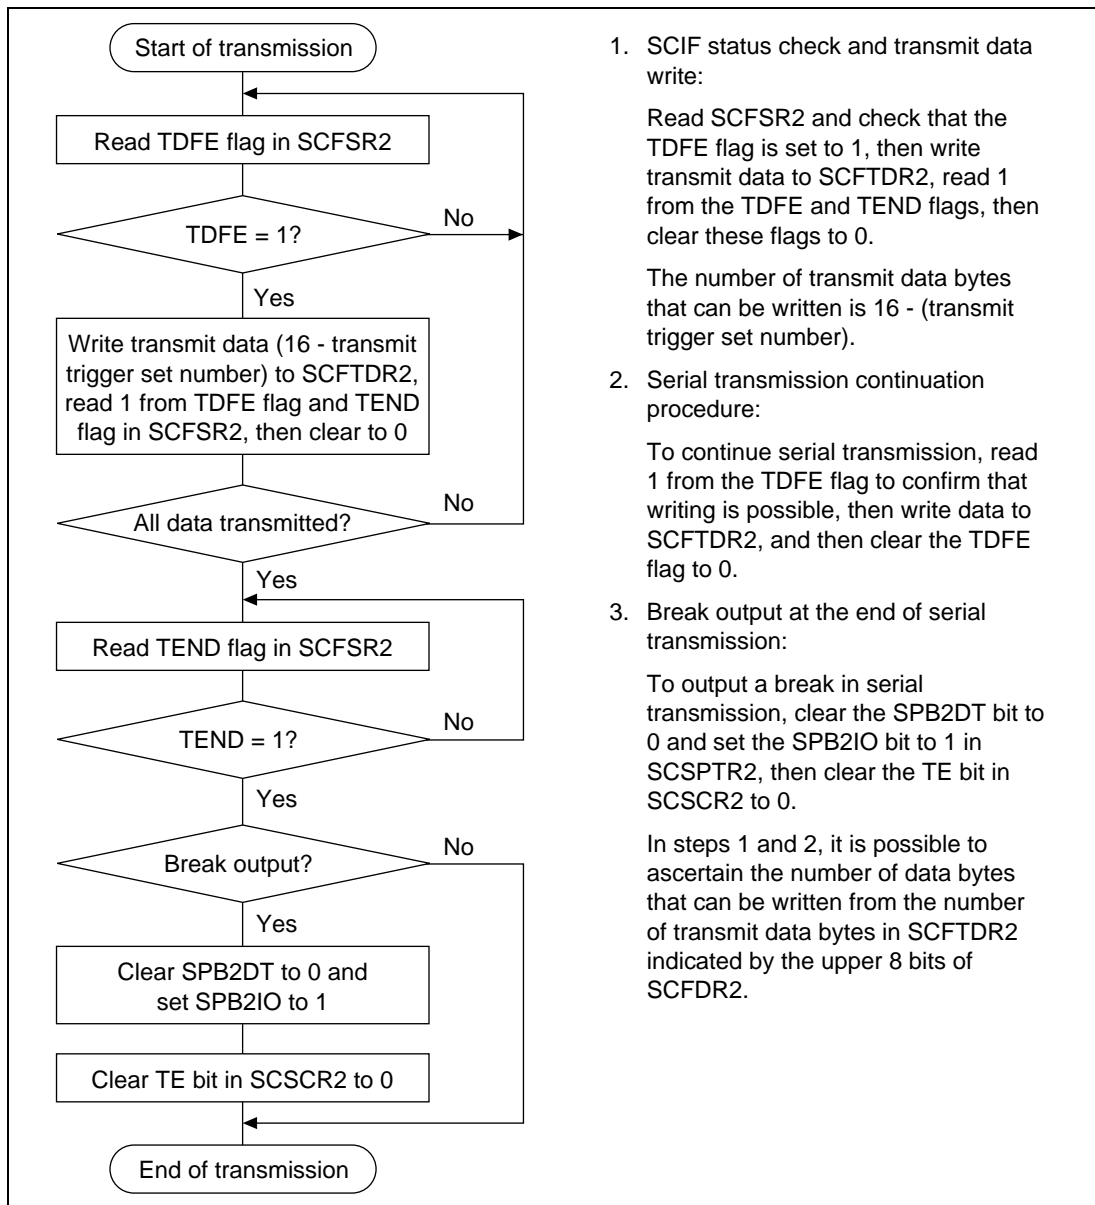 Start of transmission
Read TDFE flag in SCFSR2
TDFE = 1?
No
Yes
Write transmit data (16 - transmit
trigger set number) to SCFTDR2,
read 1 from TDFE flag and TEND
flag in SCFSR2, then clear to 0
All data transmitted?
No
Yes
Read TEND flag in SCFSR2
TEND = 1?
No
Yes
Break output?
No
Yes
Clear SPB2DT to 0 and
set SPB2IO to 1
Clear TE bit in SCSCR2 to 0
End of transmission
1. SCIF status check and transmit data
write:
Read SCFSR2 and check that the
TDFE flag is set to 1, then write
transmit data to SCFTDR2, read 1
from the TDFE and TEND flags, then
clear these flags to 0.
The number of transmit data bytes
that can be written is 16 - (transmit
trigger set number).
2. Serial transmission continuation
procedure:
To continue serial transmission, read
1 from the TDFE flag to confirm that
writing is possible, then write data to
SCFTDR2, and then clear the TDFE
flag to 0.
3. Break output at the end of serial
transmission:
To output a break in serial
transmission, clear the SPB2DT bit to
0 and set the SPB2IO bit to 1 in
SCSPTR2, then clear the TE bit in
SCSCR2 to 0.
In steps 1 and 2, it is possible to
ascertain the number of data bytes
that can be written from the number
of transmit data bytes in SCFTDR2
indicated by the upper 8 bits of
SCFDR2.